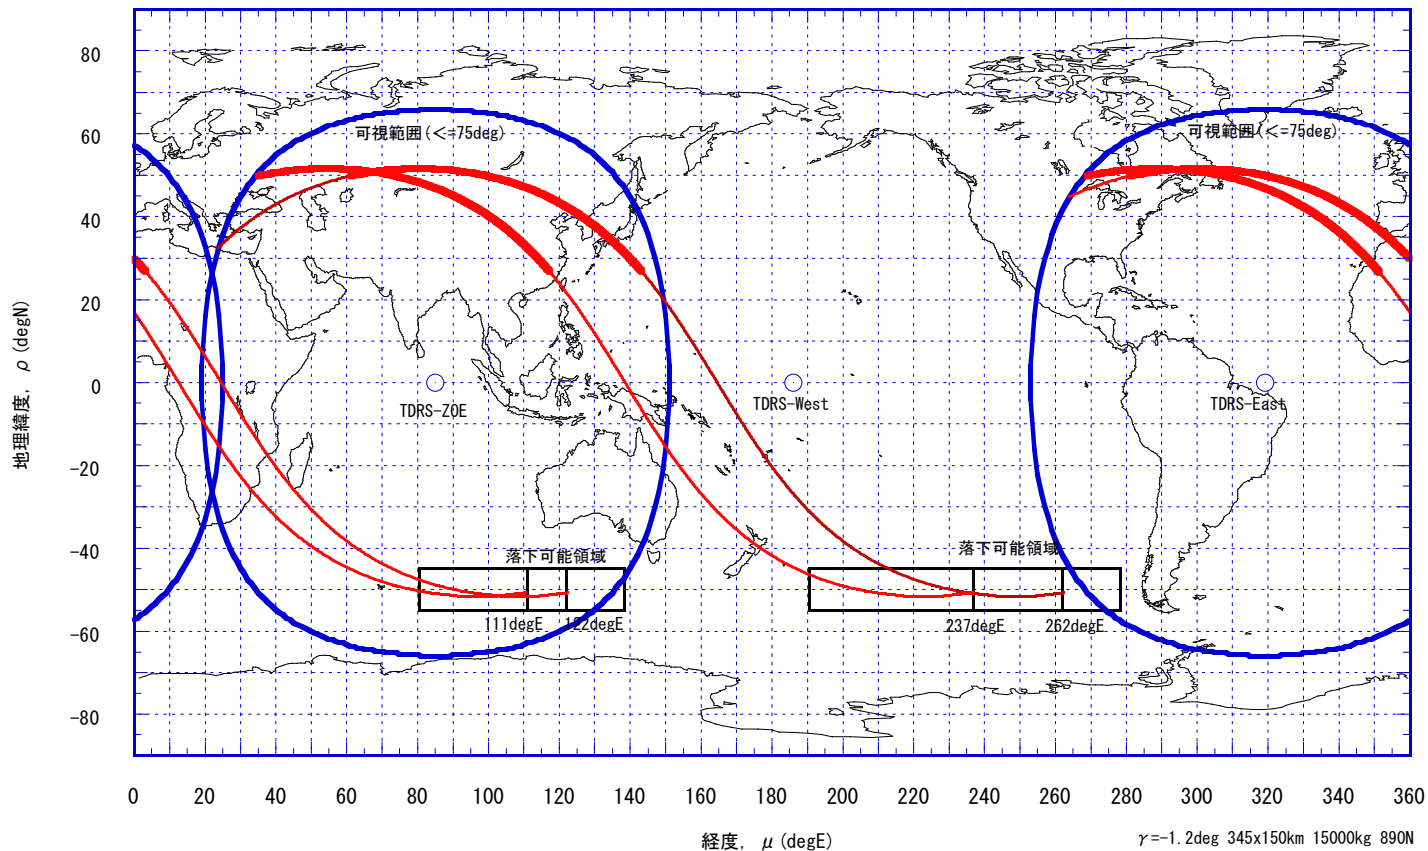 80
60
40
20
0
-20
-40
-60
-80
地理緯度, ρ (degN)
可視範囲(<=75deg)
可視範囲(<=75deg)
TDRS-ZOE
TDRS-West
TDRS-East
落下可能領域
落下可能領域
111degE
122degE
237degE
262degE
0 20 40 60 80 100 120 140 160 180 200 220 240 260 280 300 320 340 360
経度, μ (degE)
γ=-1.2deg 345x150km 15000kg 890N